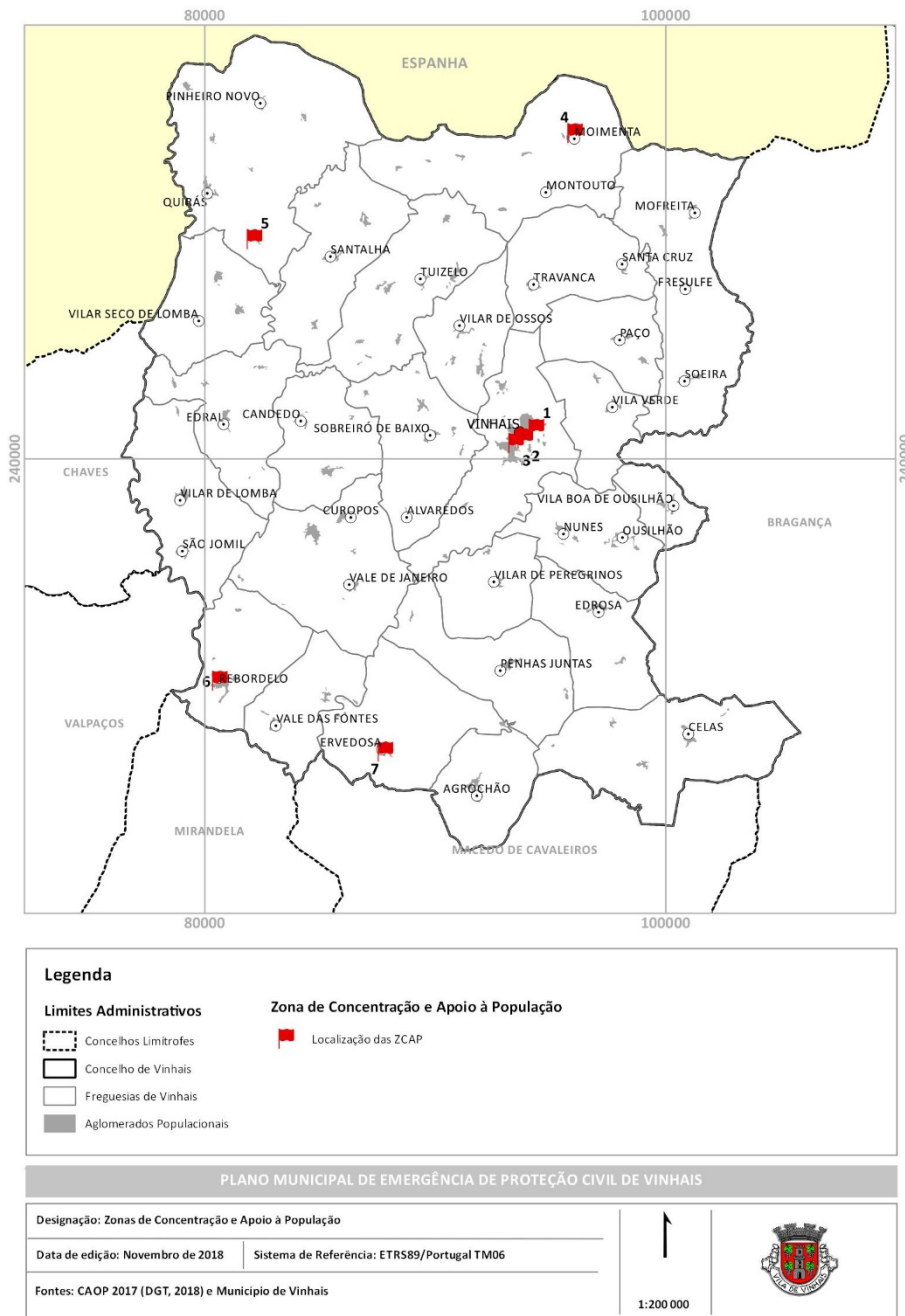 80000
100000
ESPANHA
PINHEIRO NOVO
4
MOIMENTA
QUIRÁS
MONTOUTO
MOFREITA
5
SANTALHA
SANTA CRUZ
TUIZELO
TRAVANCA
FRESULFE
VILAR SECO DE LOMBA
VILAR DE OSSOS
PAÇO
SOEIRA
VILA VERDE
EDRAL
CANDEDO
SOBREIRÓ DE BAIXO
VINHAIS
1
3
2
240000
240000
CHAVES
VILAR DE LOMBA
CUROPOS
ALVAREDOS
VILA BOA DE OUSILHÃO
BRAGANÇA
NUNES
OUSILHÃO
SÃO JOMIL
VALE DE JANEIRO
VILAR DE PEREGRINOS
EDROSA
6
REBORDELO
PENHAS JUNTAS
VALPAÇOS
VALE DAS FONTES
ERVEDOSA
7
CELAS
AGROCHÃO
MIRANDELA
MACEDO DE CAVALEIROS
80000
100000
Legenda
Limites Administrativos
Concelhos Limítrofes
Concelho de Vinhais
Freguesias de Vinhais
Aglomerados Populacionais
Zona de Concentração e Apoio à População
Localização das ZCAP
PLANO MUNICIPAL DE EMERGÊNCIA DE PROTEÇÃO CIVIL DE VINHAIS
Designação: Zonas de Concentração e Apoio à População
Data de edição: Novembro de 2018
Sistema de Referência: ETRS89/Portugal TM06
Fontes: CAOP 2017 (DGT, 2018) e Municipio de Vinhais
1:200 000
VILA DE VINHAIS